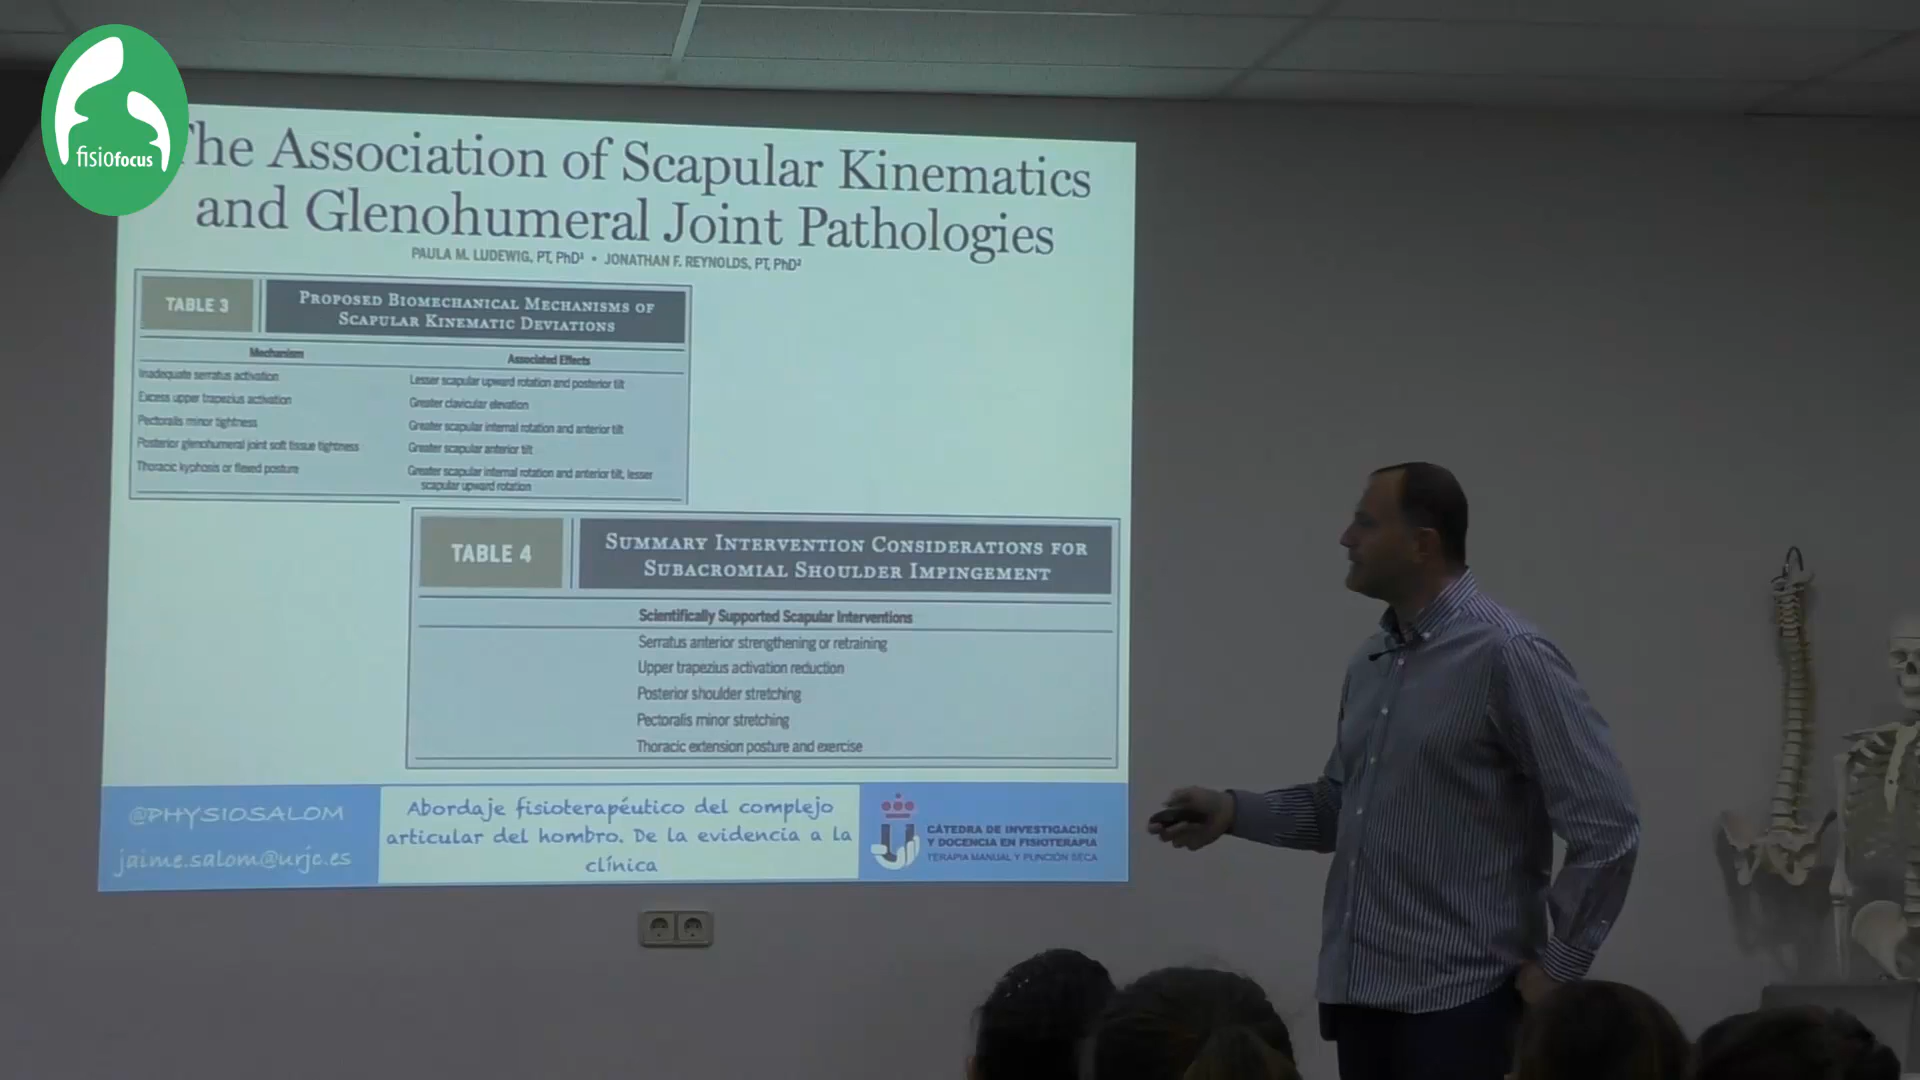 fisiofocus
The Association of Scapular Kinematics
and Glenohumeral Joint Pathologies
PAULA M. LUDEWIG, PT, PhD¹ • JONATHAN F. REYNOLDS, PT, PhD²
TABLE 3
PROPOSED BIOMECHANICAL MECHANISMS OF
SCAPULAR KINEMATIC DEVIATIONS
Mechanism Associated Effects
Inadequate serratus activation Lesser scapular upward rotation and posterior tilt
Excess upper trapezius activation Greater clavicular elevation
Pectoralis minor tightness Greater scapular internal rotation and anterior tilt
Posterior glenohumeral joint soft tissue tightness Greater scapular anterior tilt
Thoracic kyphosis or flexed posture Greater scapular internal rotation and anterior tilt, lesser
scapular upward rotation
TABLE 4
SUMMARY INTERVENTION CONSIDERATIONS FOR
SUBACROMIAL SHOULDER IMPINGEMENT
Scientifically Supported Scapular Interventions
Serratus anterior strengthening or retraining
Upper trapezius activation reduction
Posterior shoulder stretching
Pectoralis minor stretching
Thoracic extension posture and exercise
@PHYSIOSALOM
jaime.salom@urjc.es
Abordaje fisioterapéutico del complejo
articular del hombro. De la evidencia a la
clínica
CÁTEDRA DE INVESTIGACIÓN
Y DOCENCIA EN FISIOTERAPIA
TERAPIA MANUAL Y PUNCIÓN SECA